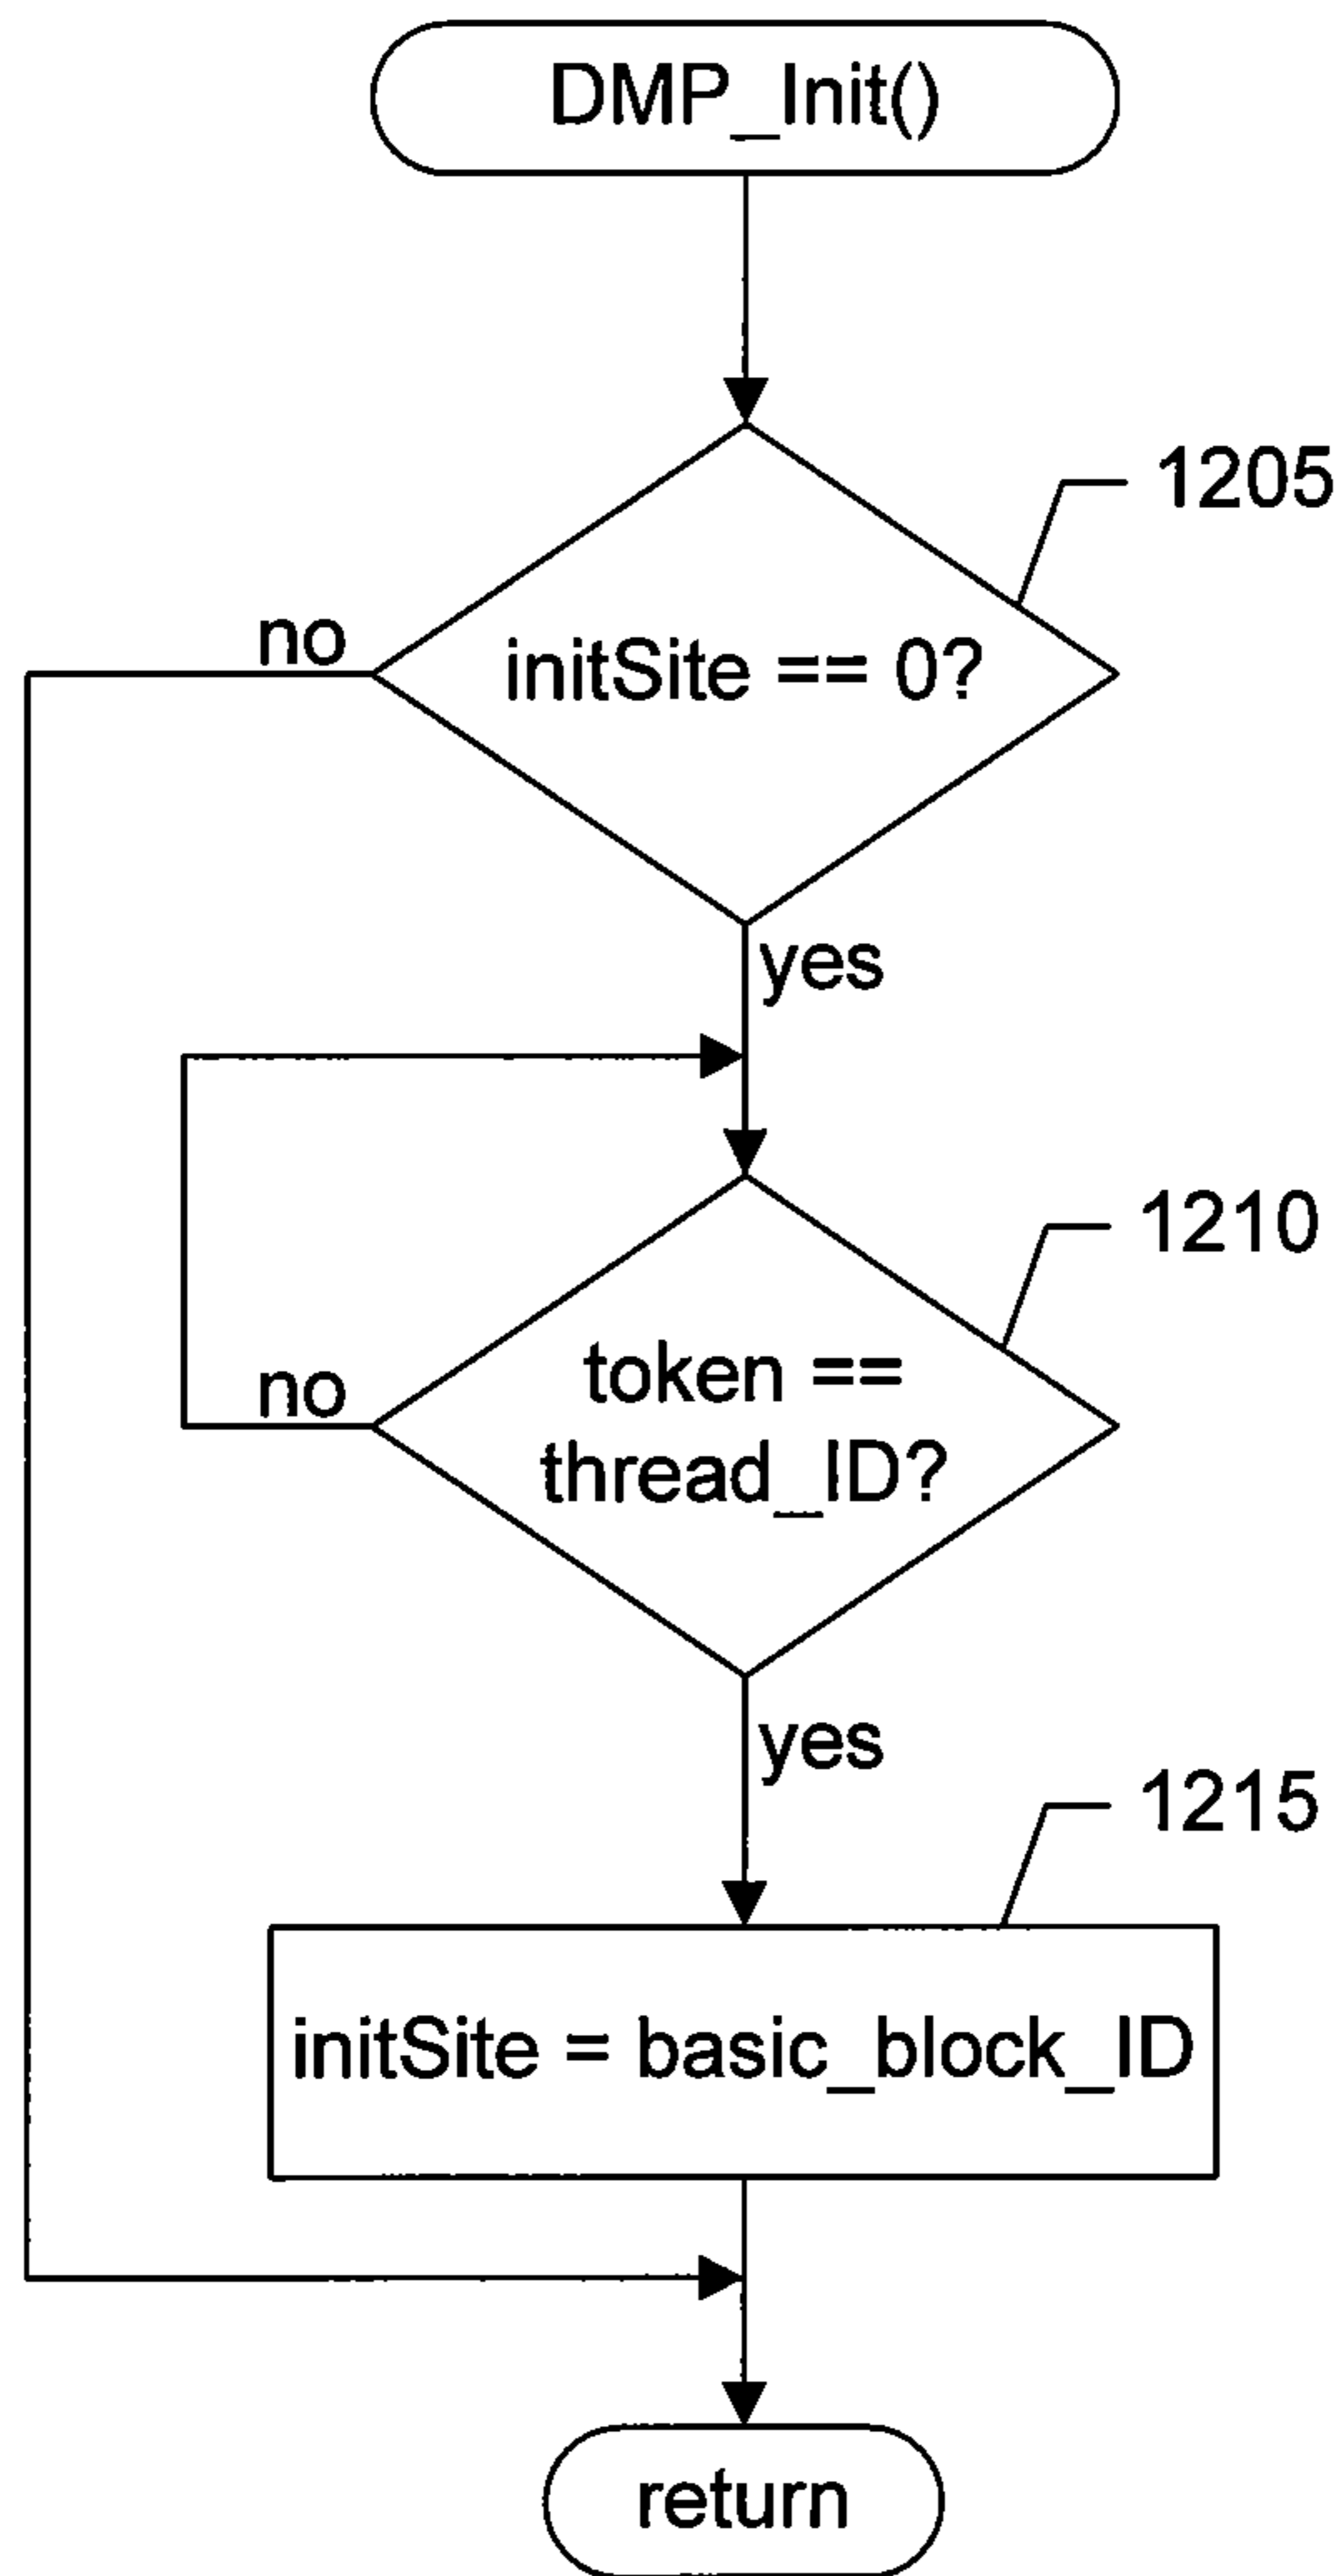 DMP_Init()
1205
no
initSite == 0?
yes
1210
no
token ==
thread_ID?
yes
1215
initSite = basic_block_ID
return